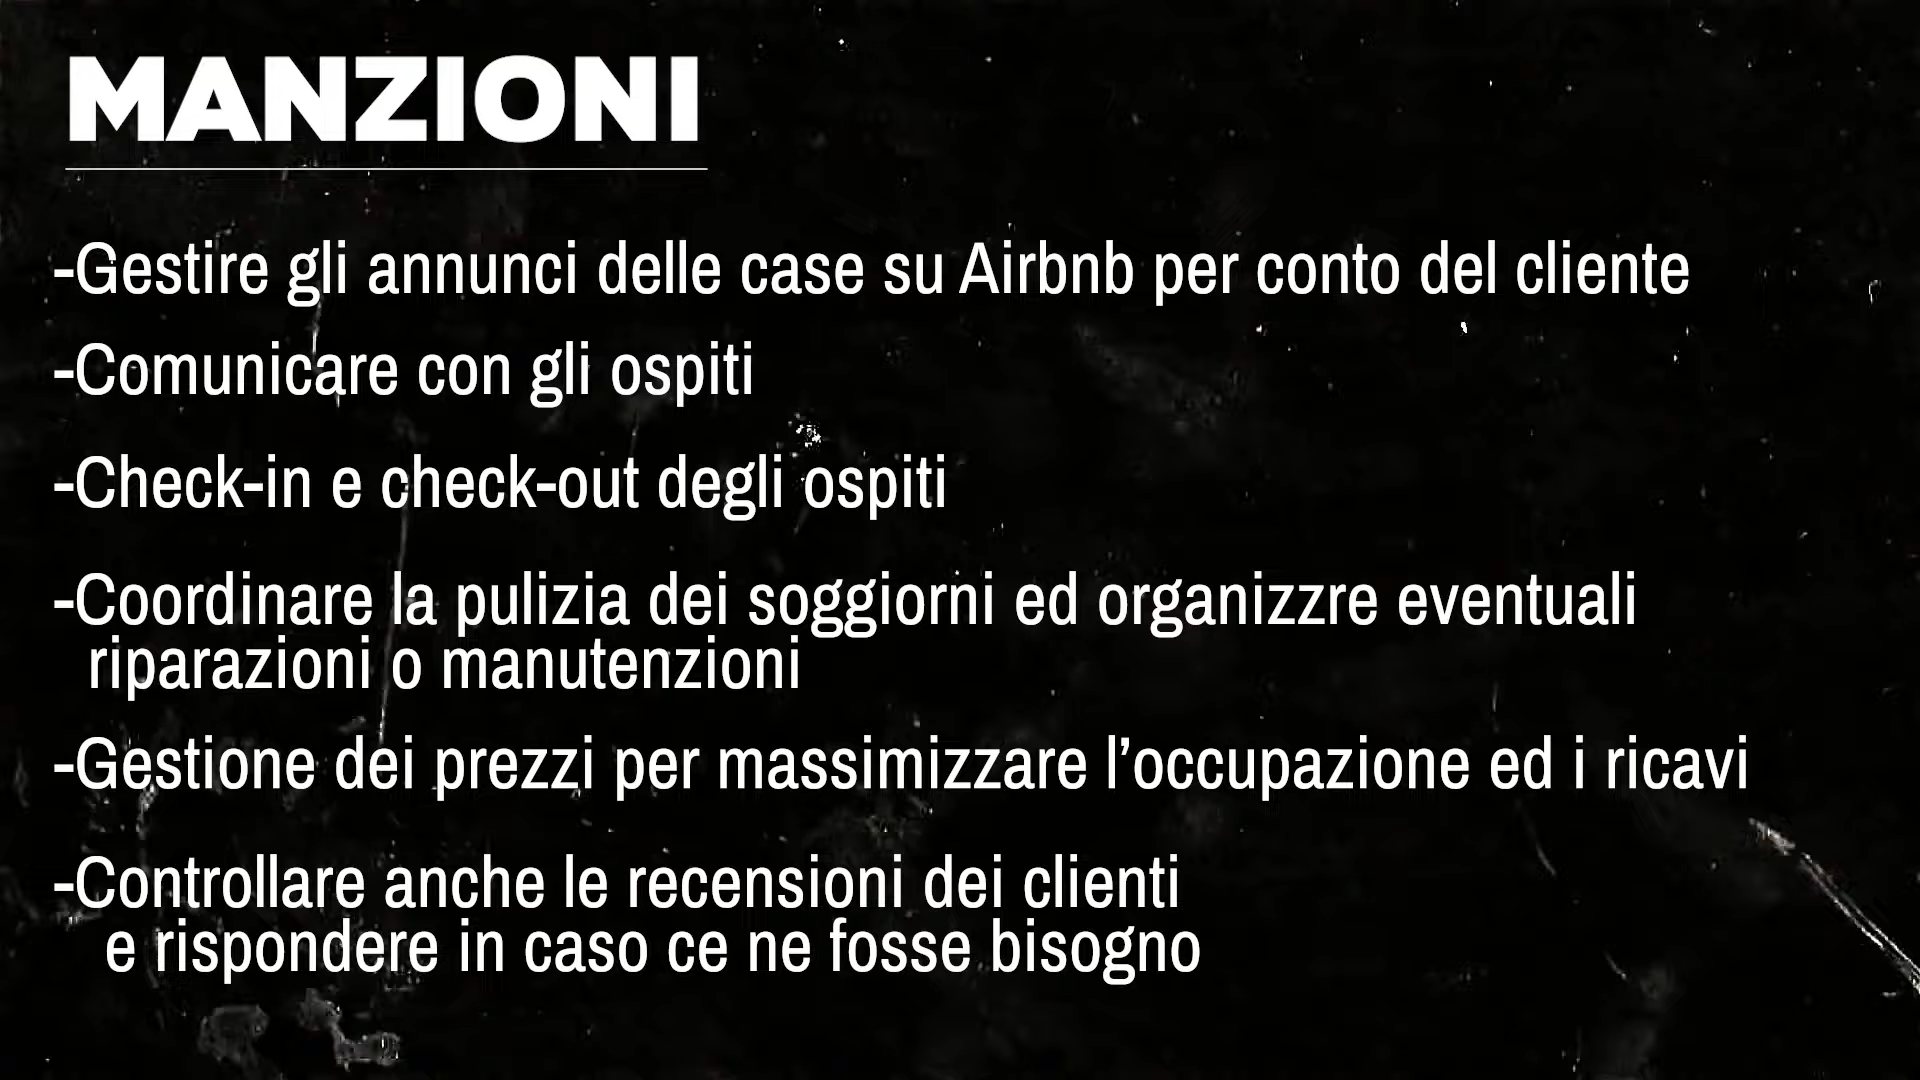 MANZIONI
-Gestire gli annunci delle case su Airbnb per conto del cliente
-Comunicare con gli ospiti
-Check-in e check-out degli ospiti
-Coordinare la pulizia dei soggiorni ed organizzre eventuali
riparazioni o manutenzioni
-Gestione dei prezzi per massimizzare l’occupazione ed i ricavi
-Controllare anche le recensioni dei clienti
e rispondere in caso ce ne fosse bisogno